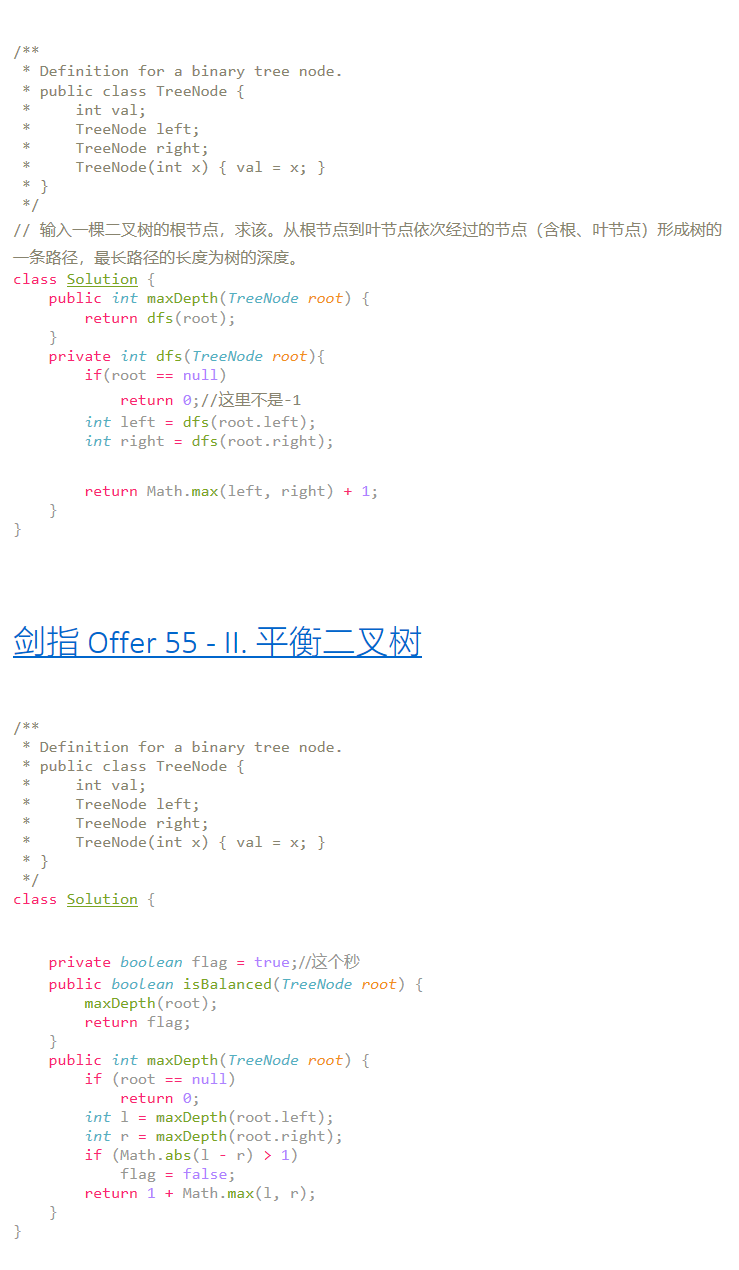 /**
 * Definition for a binary tree node.
 * public class TreeNode {
 *     int val;
 *     TreeNode left;
 *     TreeNode right;
 *     TreeNode(int x) { val = x; }
 * }
 */
// 输入一棵二叉树的根节点，求该。从根节点到叶节点依次经过的节点（含根、叶节点）形成树的
一条路径，最长路径的长度为树的深度。
class Solution {
    public int maxDepth(TreeNode root) {
        return dfs(root);
    }
    private int dfs(TreeNode root){
        if(root == null)
            return 0;//这里不是-1
        int left = dfs(root.left);
        int right = dfs(root.right);
        return Math.max(left, right) + 1;
    }
}
剑指 Offer 55 - II. 平衡二叉树
/**
 * Definition for a binary tree node.
 * public class TreeNode {
 *     int val;
 *     TreeNode left;
 *     TreeNode right;
 *     TreeNode(int x) { val = x; }
 * }
 */
class Solution {
    private boolean flag = true;//这个秒
    public boolean isBalanced(TreeNode root) {
        maxDepth(root);
        return flag;
    }
    public int maxDepth(TreeNode root) {
        if (root == null)
            return 0;
        int l = maxDepth(root.left);
        int r = maxDepth(root.right);
        if (Math.abs(l - r) > 1)
            flag = false;
        return 1 + Math.max(l, r);
    }
}